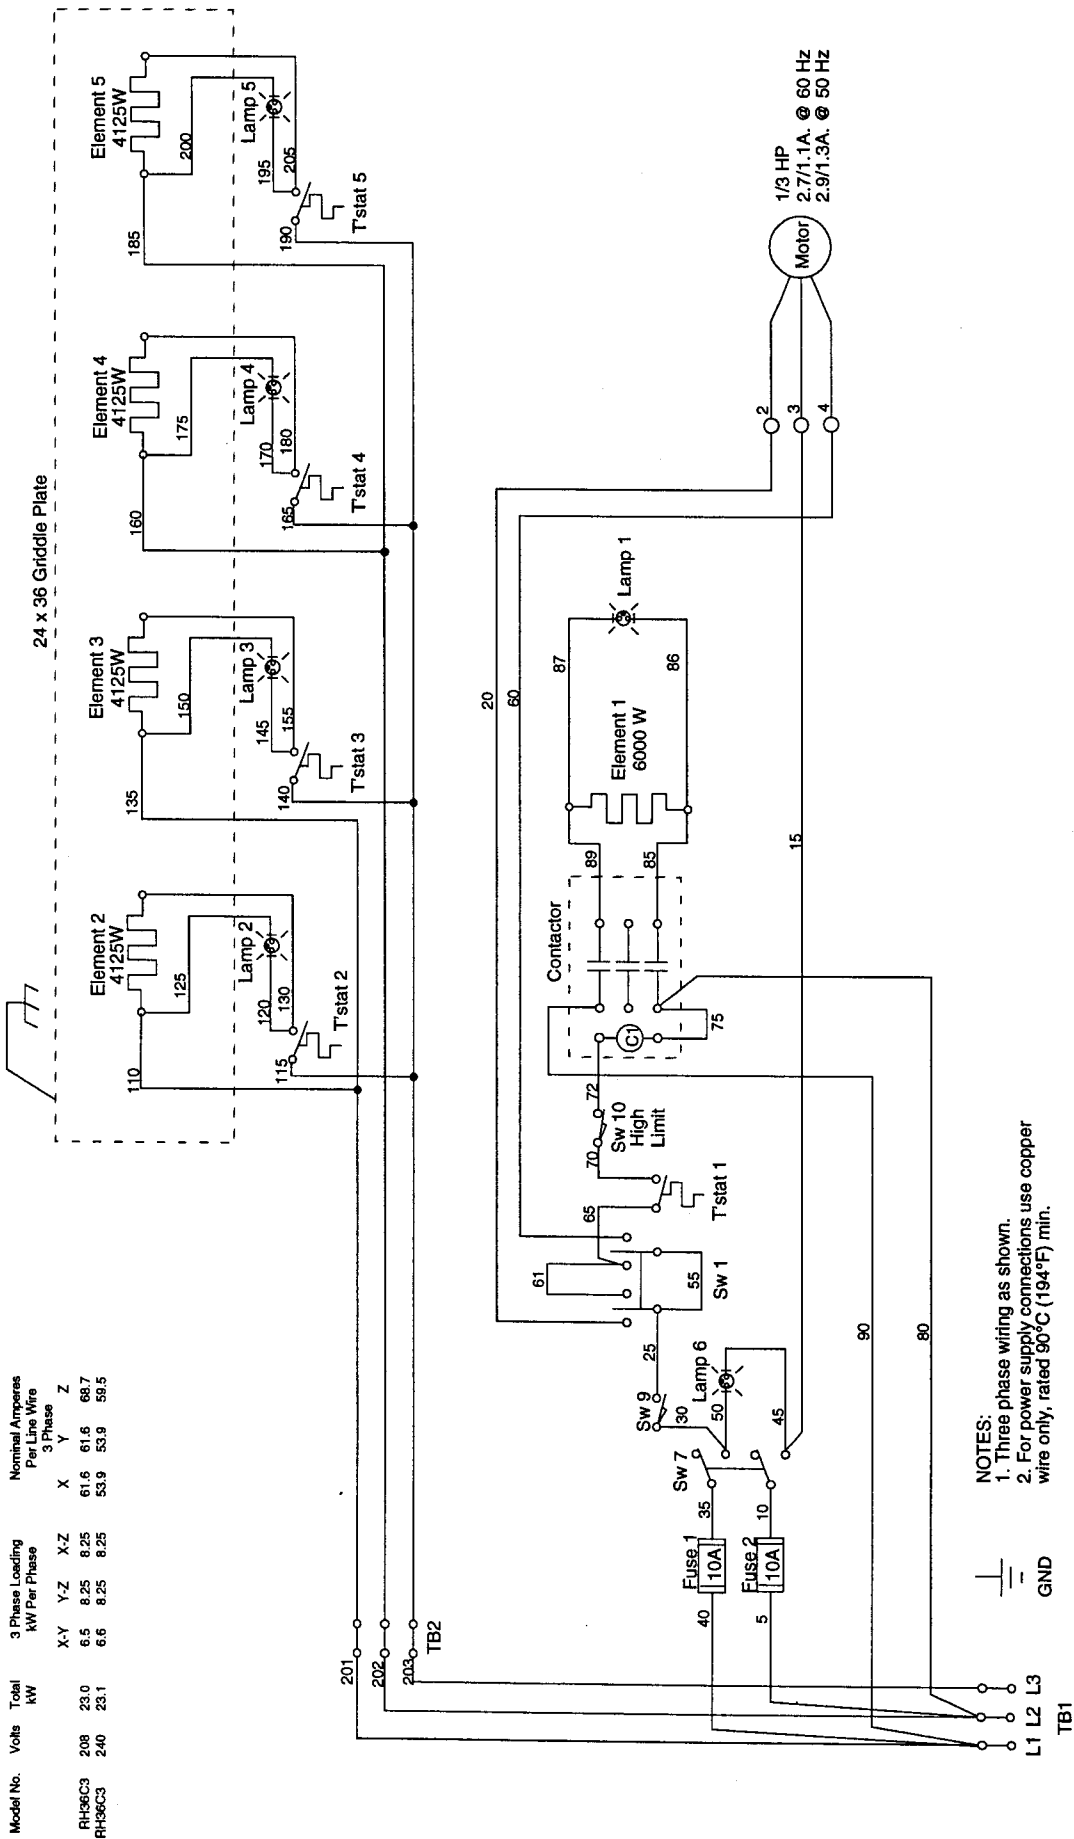 Model No. Volts Total kW 3 Phase Loading kW Per Phase Nominal Amperes Per Line Wire 3 Phase
X-Y Y-Z X-Z X Y Z
RH36C3 208 23.0 6.5 8.25 8.25 61.6 61.6 68.7
RH36C3 240 23.1 6.6 8.25 8.25 53.9 53.9 59.5
24 x 36 Griddle Plate
Element 2
4125W
110
125
Lamp 2
120
130
115
T'stat 2
Element 3
4125W
135
150
Lamp 3
145
155
140
T'stat 3
Element 4
4125W
160
175
Lamp 4
170
180
165
T'stat 4
Element 5
4125W
185
200
Lamp 5
195
205
190
T'stat 5
201
202
203
TB2
20
60
61
65
70
72
Sw 10
High
Limit
Contactor
C1
75
89
85
Element 1
6000 W
87
86
Lamp 1
2
3
4
Motor
1/3 HP
2.7/1.1A. @ 60 Hz
2.9/1.3A. @ 50 Hz
T'stat 1
Sw 1
55
25
Sw 9
30
Lamp 6
50
45
Sw 7
35
10
Fuse 1
10A
Fuse 2
10A
40
5
15
90
80
L1 L2 L3
TB1
GND
NOTES:
1. Three phase wiring as shown.
2. For power supply connections use copper
wire only, rated 90°C (194°F) min.